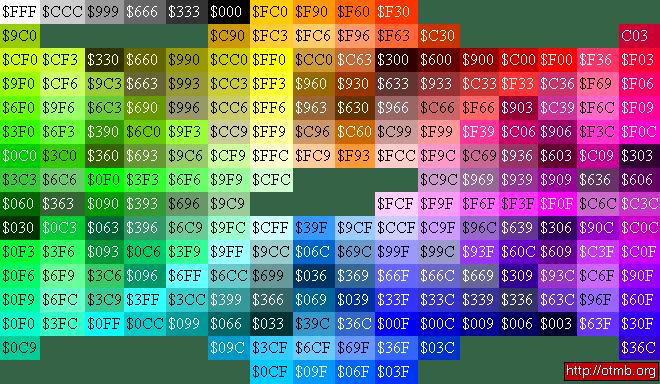 $FFF $CCC $999 $666 $333 $000 $FC0 $F90 $F60 $F30
$9C0 $C90 $FC3 $FC6 $F96 $F63 $C30 C03
$CF0 $CF3 $330 $660 $990 $CC0 $FF0 $CC0 $C63 $300 $600 $900 $C00 $F00 $F36 $F03
$9F0 $CF6 $9C3 $663 $993 $CC3 $FF3 $960 $930 $633 $933 $C33 $F33 $C36 $F69 $F06
$6F0 $9F6 $6C3 $690 $996 $CC6 $FF6 $963 $630 $966 $C66 $F66 $903 $C39 $F6C $F09
$3F0 $6F3 $390 $6C0 $9F3 $CC9 $FF9 $C96 $C60 $C99 $F99 $F39 $C06 $906 $F3C $F0C
$0C0 $3C0 $360 $693 $9C6 $CF9 $FFC $FC9 $F93 $FCC $F9C $C69 $936 $603 $C09 $303
$3C3 $6C6 $0F0 $3F3 $6F6 $9F9 $CFC $C9C $969 $939 $909 $636 $606
$060 $363 $090 $393 $696 $9C9 $FCF $F9F $F6F $F3F $F0F $C6C $C3C
$030 $0C3 $063 $396 $6C9 $9FC $CFF $39F $9CF $CCF $C9F $96C $639 $306 $90C $C0C
$0F3 $3F6 $093 $0C6 $3F9 $9FF $9CC $06C $69C $99F $99C $93F $60C $609 $C3F $C0F
$0F6 $6F9 $3C6 $096 $6FF $6CC $699 $036 $369 $66F $66C $669 $309 $93C $C6F $90F
$0F9 $6FC $3C9 $3FF $3CC $399 $366 $069 $039 $33F $33C $339 $336 $63C $96F $60F
$0F0 $3FC $0FF $0CC $099 $066 $033 $39C $36C $00F $00C $009 $006 $003 $63F $30F
$0C9 $09C $3CF $6CF $69F $36F $03C $36C
$0CF $09F $06F $03F
http://otmb.org